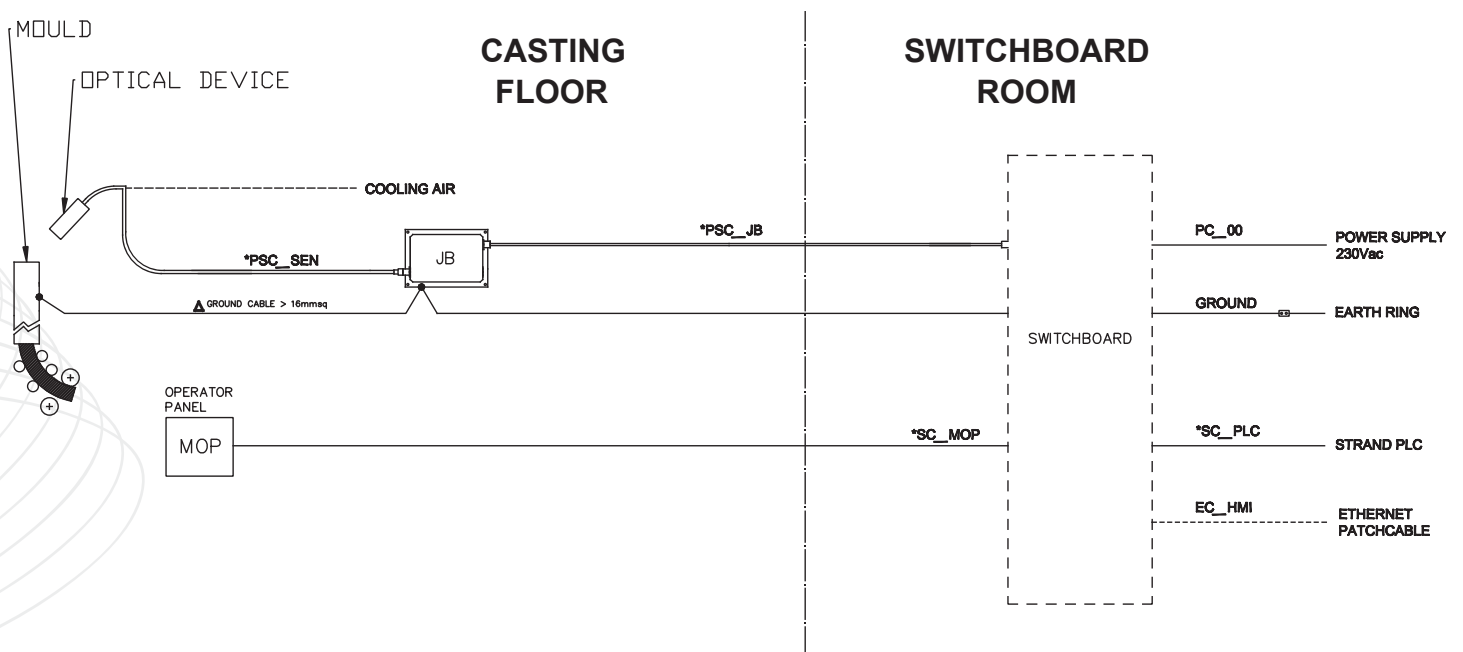 MOULD
OPTICAL DEVICE
CASTING
FLOOR
SWITCHBOARD
ROOM
COOLING AIR
*PSC_SEN
JB
*PSC_JB
GROUND CABLE > 16mmsq
OPERATOR
PANEL
MOP
*SC_MOP
SWITCHBOARD
PC_00
POWER SUPPLY
230Vac
GROUND
EARTH RING
*SC_PLC
STRAND PLC
EC_HMI
ETHERNET
PATCHCABLE